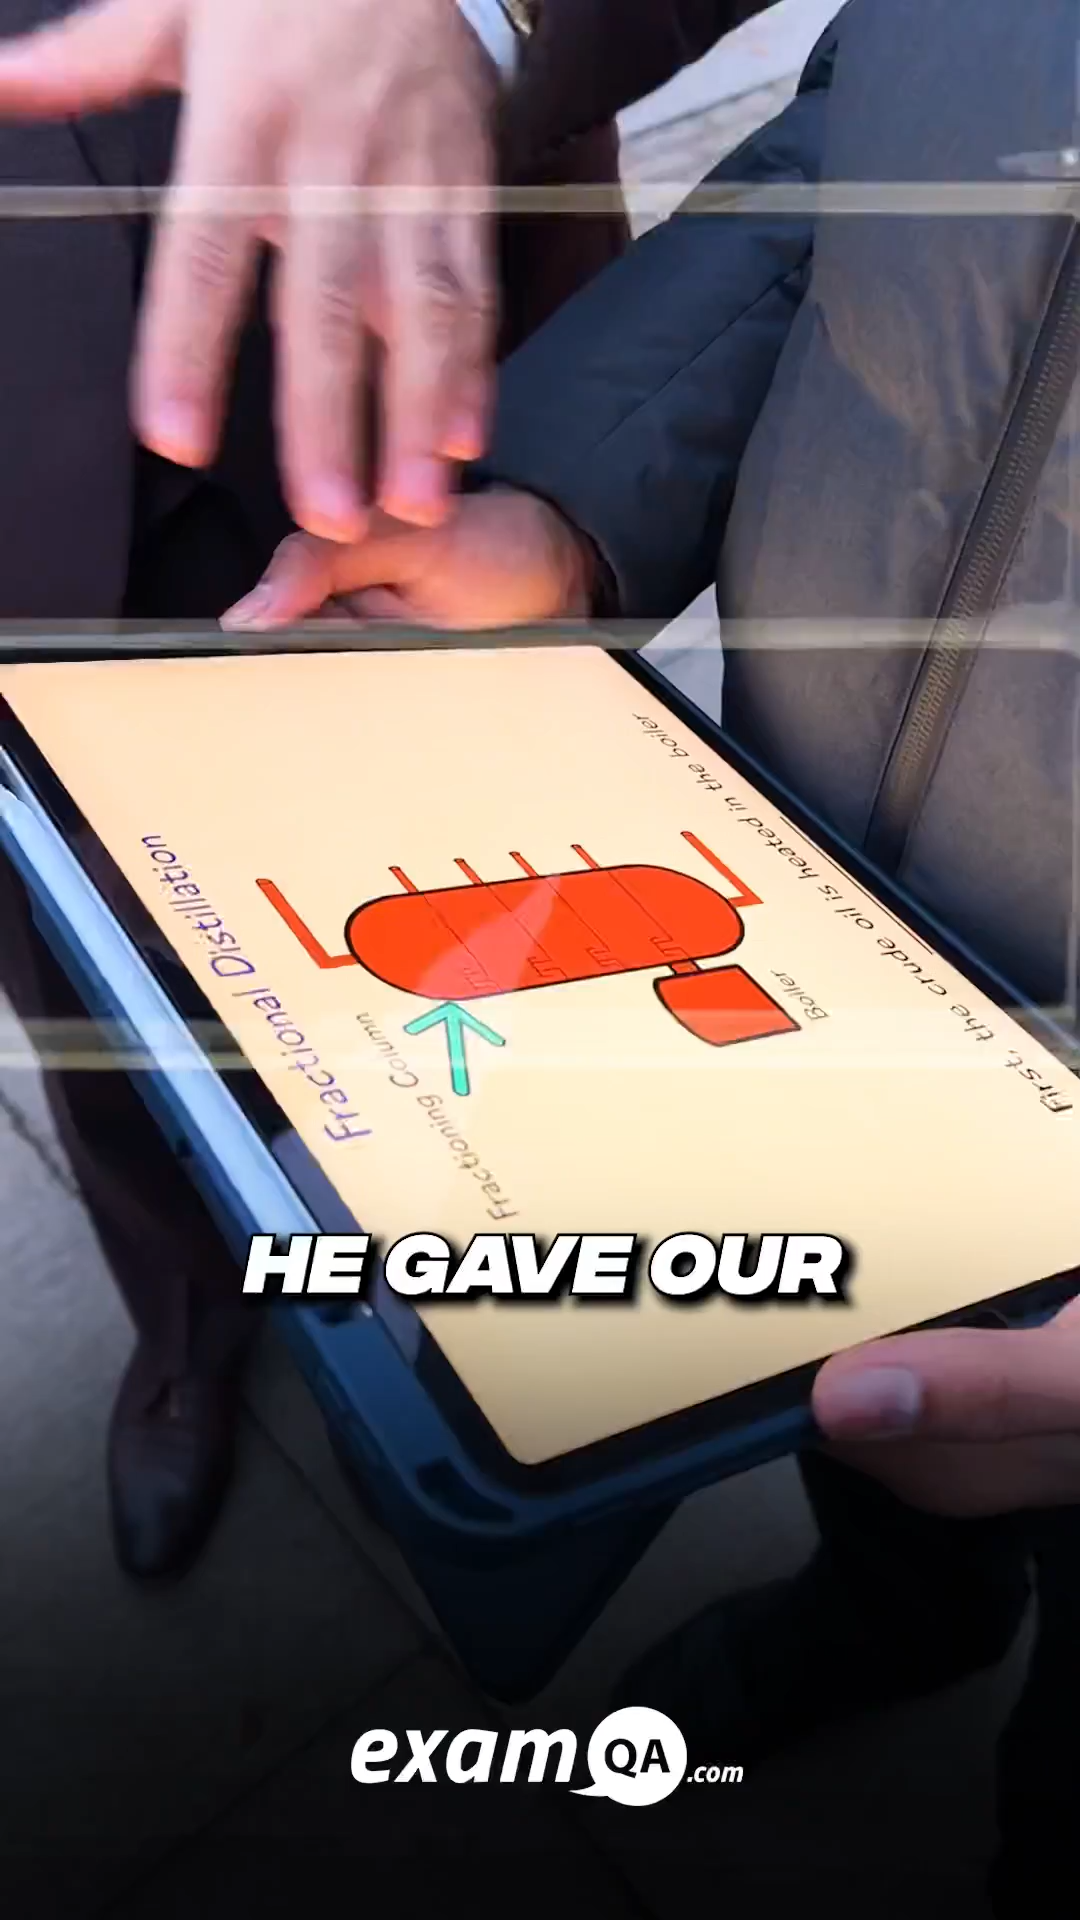 Fractional Distillation
Fractioning Column
Boiler
First, the crude oil is heated in the boiler
HE GAVE OUR
examQA.com